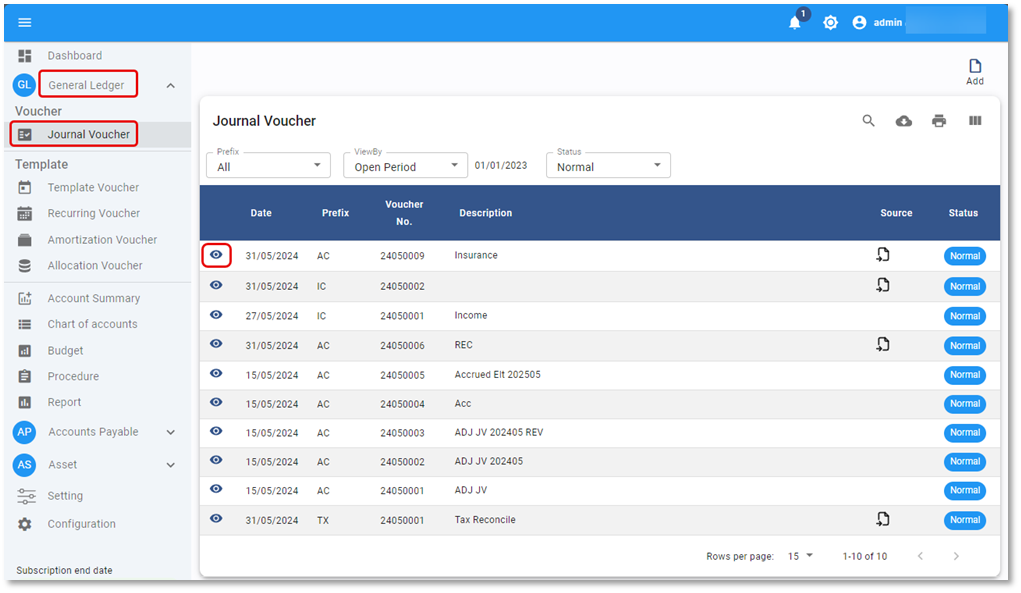 1
admin
Dashboard
GL General Ledger
Voucher
Journal Voucher
Template
Template Voucher
Recurring Voucher
Amortization Voucher
Allocation Voucher
Account Summary
Chart of accounts
Budget
Procedure
Report
AP Accounts Payable
AS Asset
Setting
Configuration
Subscription end date
Add
Journal Voucher
Prefix ViewBy Status
All Open Period 01/01/2023 Normal
Date Prefix Voucher No. Description Source Status
31/05/2024 AC 24050009 Insurance Normal
31/05/2024 IC 24050002 Normal
27/05/2024 IC 24050001 Income Normal
31/05/2024 AC 24050006 REC Normal
15/05/2024 AC 24050005 Accrued Elt 202505 Normal
15/05/2024 AC 24050004 Acc Normal
15/05/2024 AC 24050003 ADJ JV 202405 REV Normal
15/05/2024 AC 24050002 ADJ JV 202405 Normal
15/05/2024 AC 24050001 ADJ JV Normal
31/05/2024 TX 24050001 Tax Reconcile Normal
Rows per page: 15 1-10 of 10